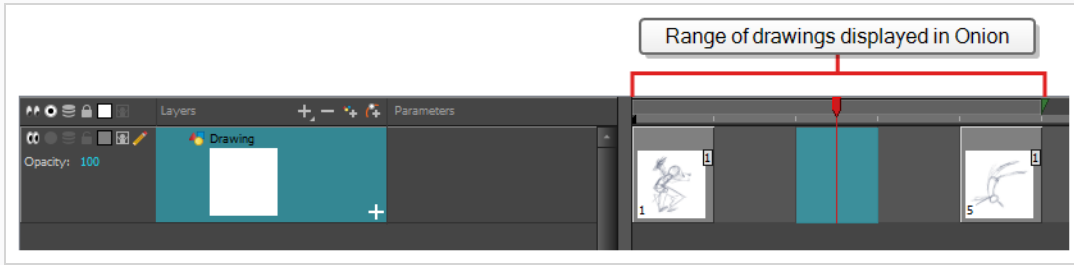 Range of drawings displayed in Onion
Layers
Parameters
Drawing
Opacity: 100
1
1
1
5